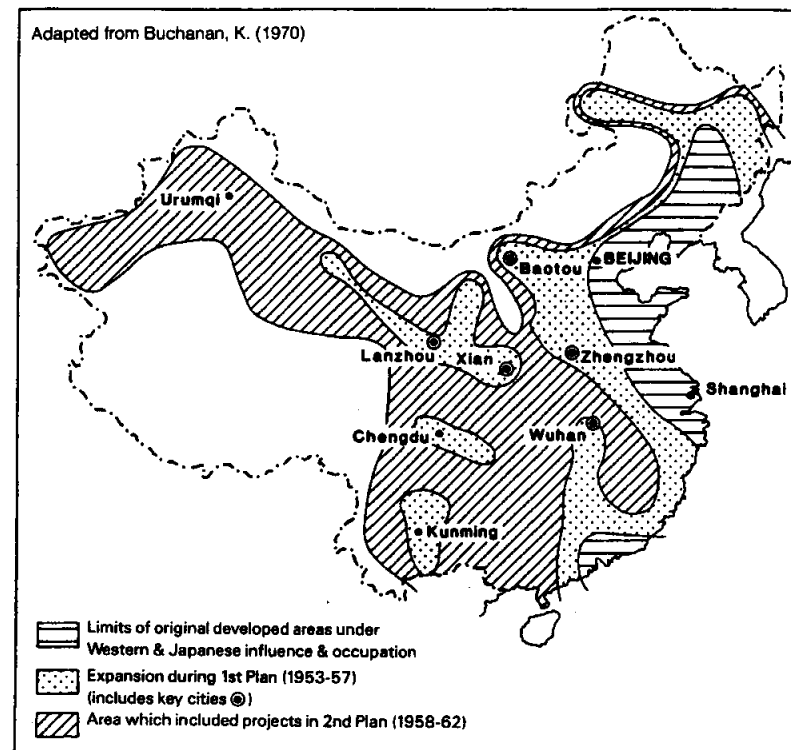 Adapted from Buchanan, K. (1970)
Urumqi
Baotou
BEIJING
Lanzhou
Xian
Zhengzhou
Shanghai
Chengdu
Wuhan
Kunming
Limits of original developed areas under
Western & Japanese influence & occupation
Expansion during 1st Plan (1953-57)
(includes key cities ◉)
Area which included projects in 2nd Plan (1958-62)